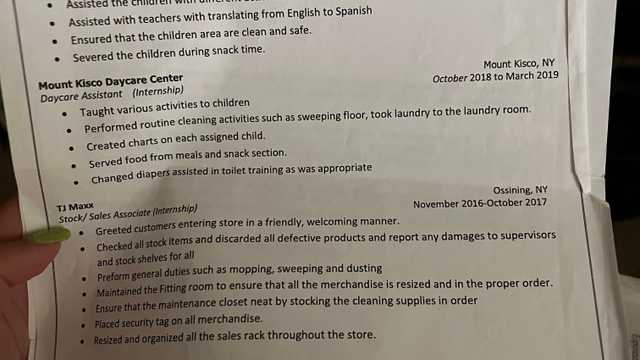 Assisted the children with different
Assisted with teachers with translating from English to Spanish
Ensured that the children area are clean and safe.
Severed the children during snack time.
Mount Kisco Daycare Center Mount Kisco, NY
Daycare Assistant (Internship) October 2018 to March 2019
Taught various activities to children
Performed routine cleaning activities such as sweeping floor, took laundry to the laundry room.
Created charts on each assigned child.
Served food from meals and snack section.
Changed diapers assisted in toilet training as was appropriate
TJ Maxx Ossining, NY
Stock/ Sales Associate (Internship) November 2016-October 2017
Greeted customers entering store in a friendly, welcoming manner.
Checked all stock items and discarded all defective products and report any damages to supervisors
and stock shelves for all
Preform general duties such as mopping, sweeping and dusting
Maintained the Fitting room to ensure that all the merchandise is resized and in the proper order.
Ensure that the maintenance closet neat by stocking the cleaning supplies in order
Placed security tag on all merchandise.
Resized and organized all the sales rack throughout the store.